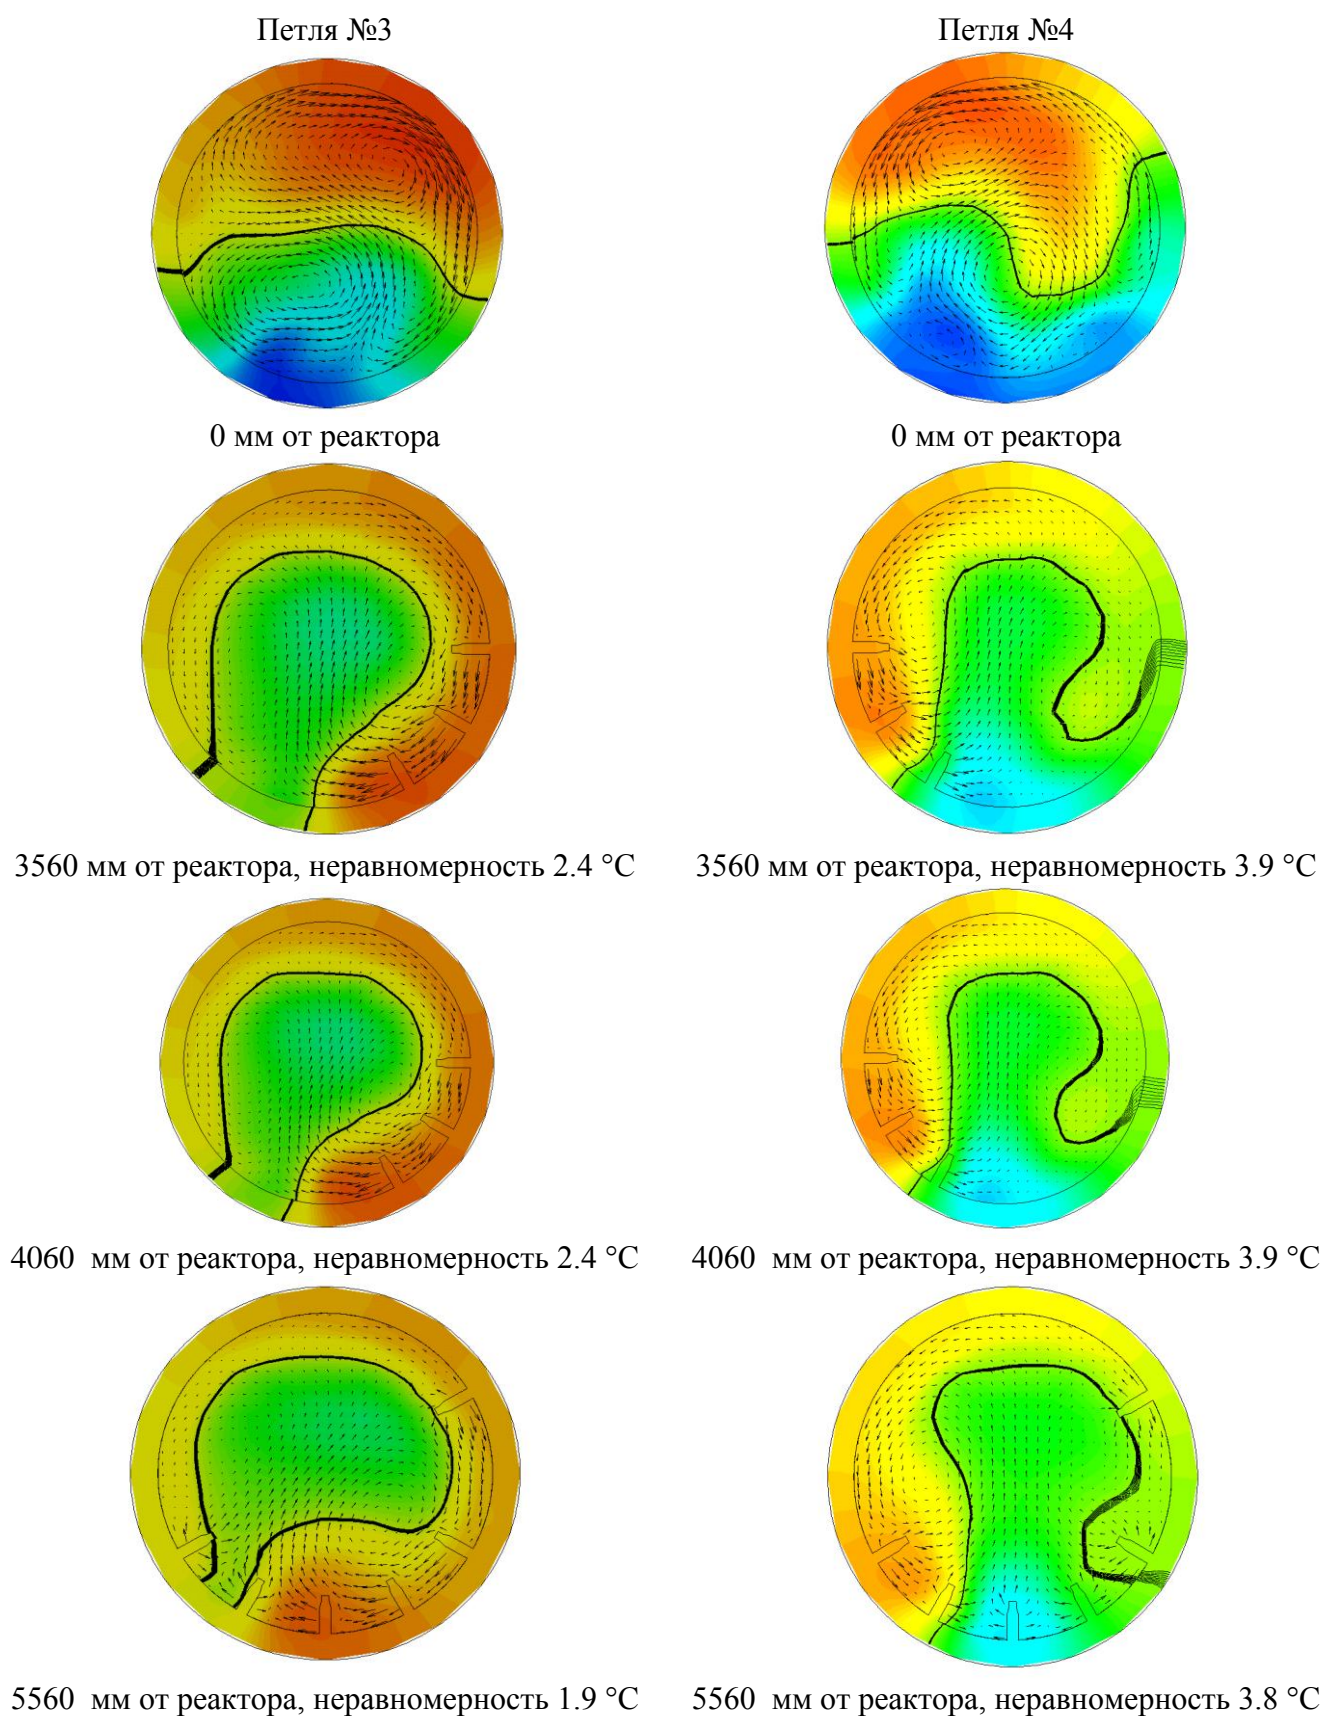 Петля №3
Петля №4
0 мм от реактора
0 мм от реактора
3560 мм от реактора, неравномерность 2.4 °C
3560 мм от реактора, неравномерность 3.9 °C
4060 мм от реактора, неравномерность 2.4 °C
4060 мм от реактора, неравномерность 3.9 °C
5560 мм от реактора, неравномерность 1.9 °C
5560 мм от реактора, неравномерность 3.8 °C